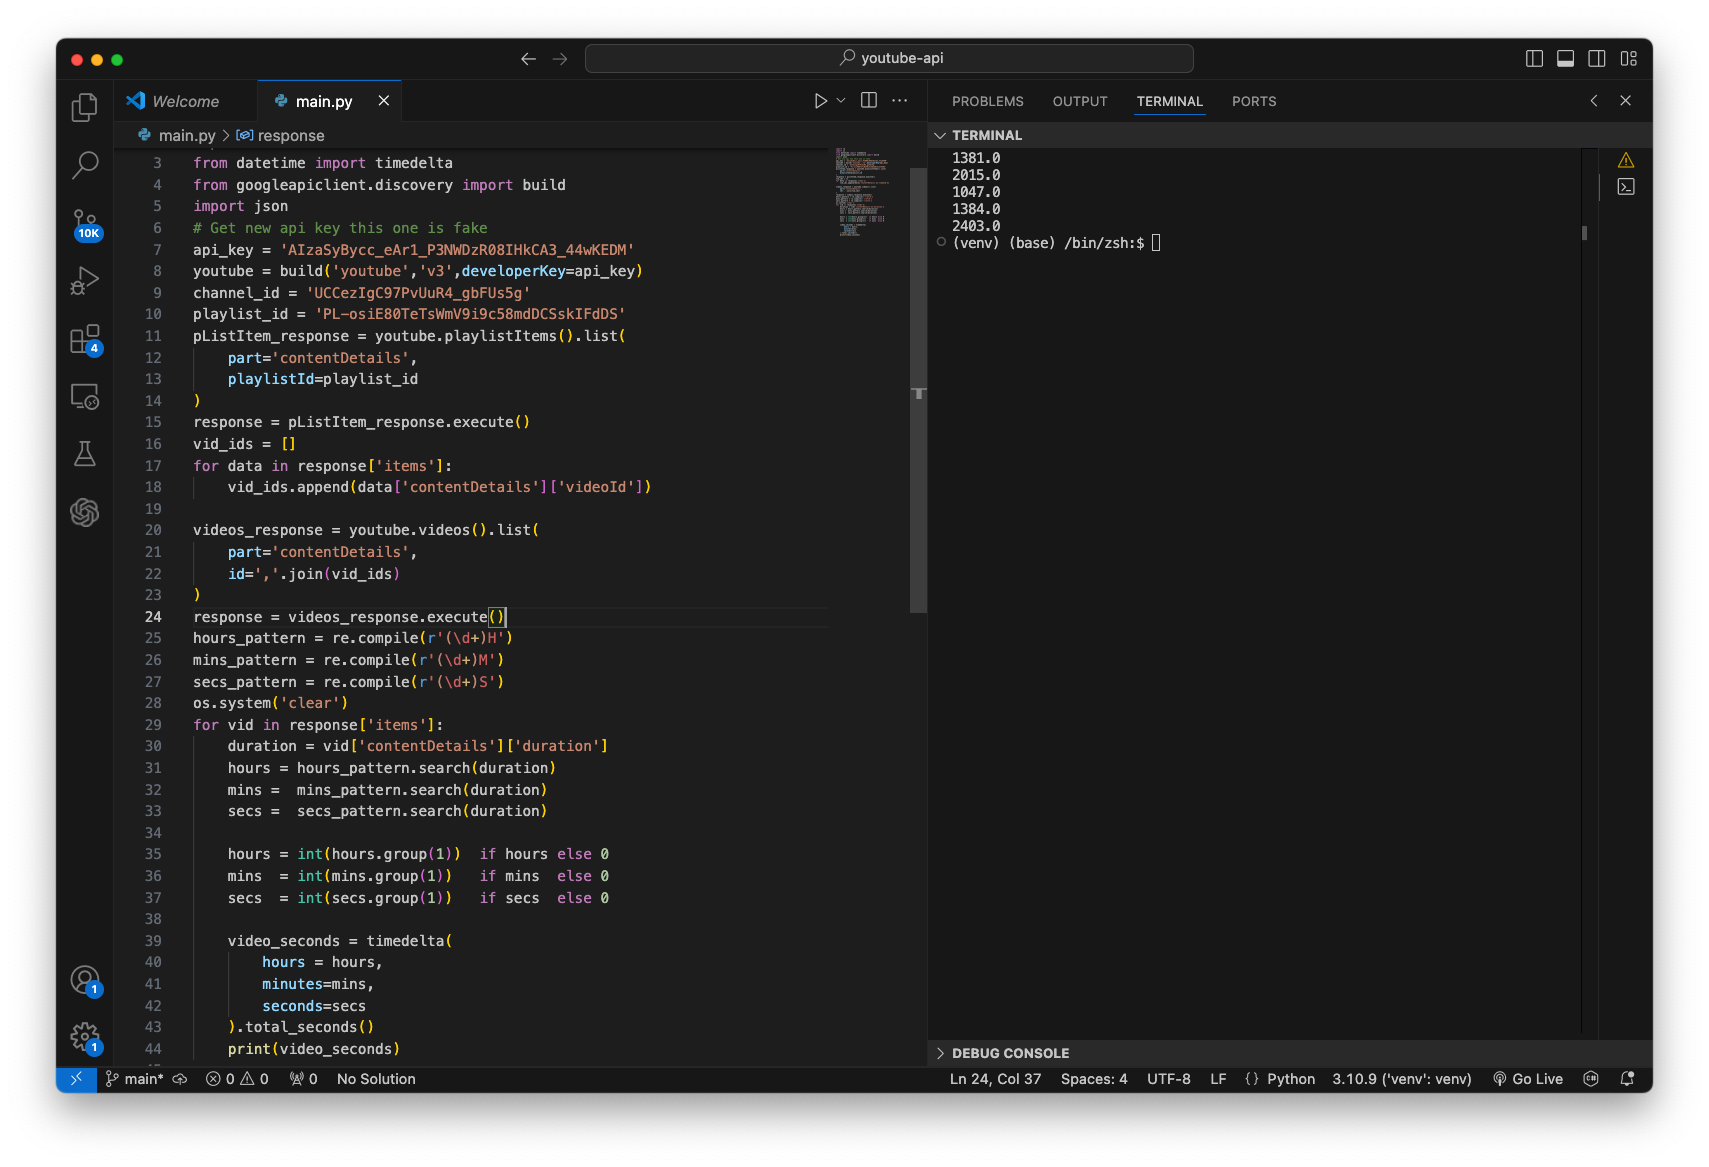 youtube-api
Welcome
main.py
main.py > response
3 from datetime import timedelta
4 from googleapiclient.discovery import build
5 import json
6 # Get new api key this one is fake
7 api_key = 'AIzaSyBycc_eAr1_P3NWDzR08IHkCA3_44wKEDM'
8 youtube = build('youtube','v3',developerKey=api_key)
9 channel_id = 'UCCezIgC97PvUuR4_gbFUs5g'
10 playlist_id = 'PL-osiE80TeTsWmV9i9c58mdDCSskIFdDS'
11 pListItem_response = youtube.playlistItems().list(
12     part='contentDetails',
13     playlistId=playlist_id
14 )
15 response = pListItem_response.execute()
16 vid_ids = []
17 for data in response['items']:
18     vid_ids.append(data['contentDetails']['videoId'])
19
20 videos_response = youtube.videos().list(
21     part='contentDetails',
22     id=','.join(vid_ids)
23 )
24 response = videos_response.execute()
25 hours_pattern = re.compile(r'(\d+)H')
26 mins_pattern = re.compile(r'(\d+)M')
27 secs_pattern = re.compile(r'(\d+)S')
28 os.system('clear')
29 for vid in response['items']:
30     duration = vid['contentDetails']['duration']
31     hours = hours_pattern.search(duration)
32     mins =  mins_pattern.search(duration)
33     secs =  secs_pattern.search(duration)
34
35     hours = int(hours.group(1))  if hours else 0
36     mins  = int(mins.group(1))   if mins  else 0
37     secs  = int(secs.group(1))   if secs  else 0
38
39     video_seconds = timedelta(
40         hours = hours,
41         minutes=mins,
42         seconds=secs
43     ).total_seconds()
44     print(video_seconds)
PROBLEMS OUTPUT TERMINAL PORTS
TERMINAL
1381.0
2015.0
1047.0
1384.0
2403.0
(venv) (base) /bin/zsh:$
DEBUG CONSOLE
10K
4
1
1
main* 0 0 0 No Solution
Ln 24, Col 37 Spaces: 4 UTF-8 LF {} Python 3.10.9 ('venv': venv) Go Live